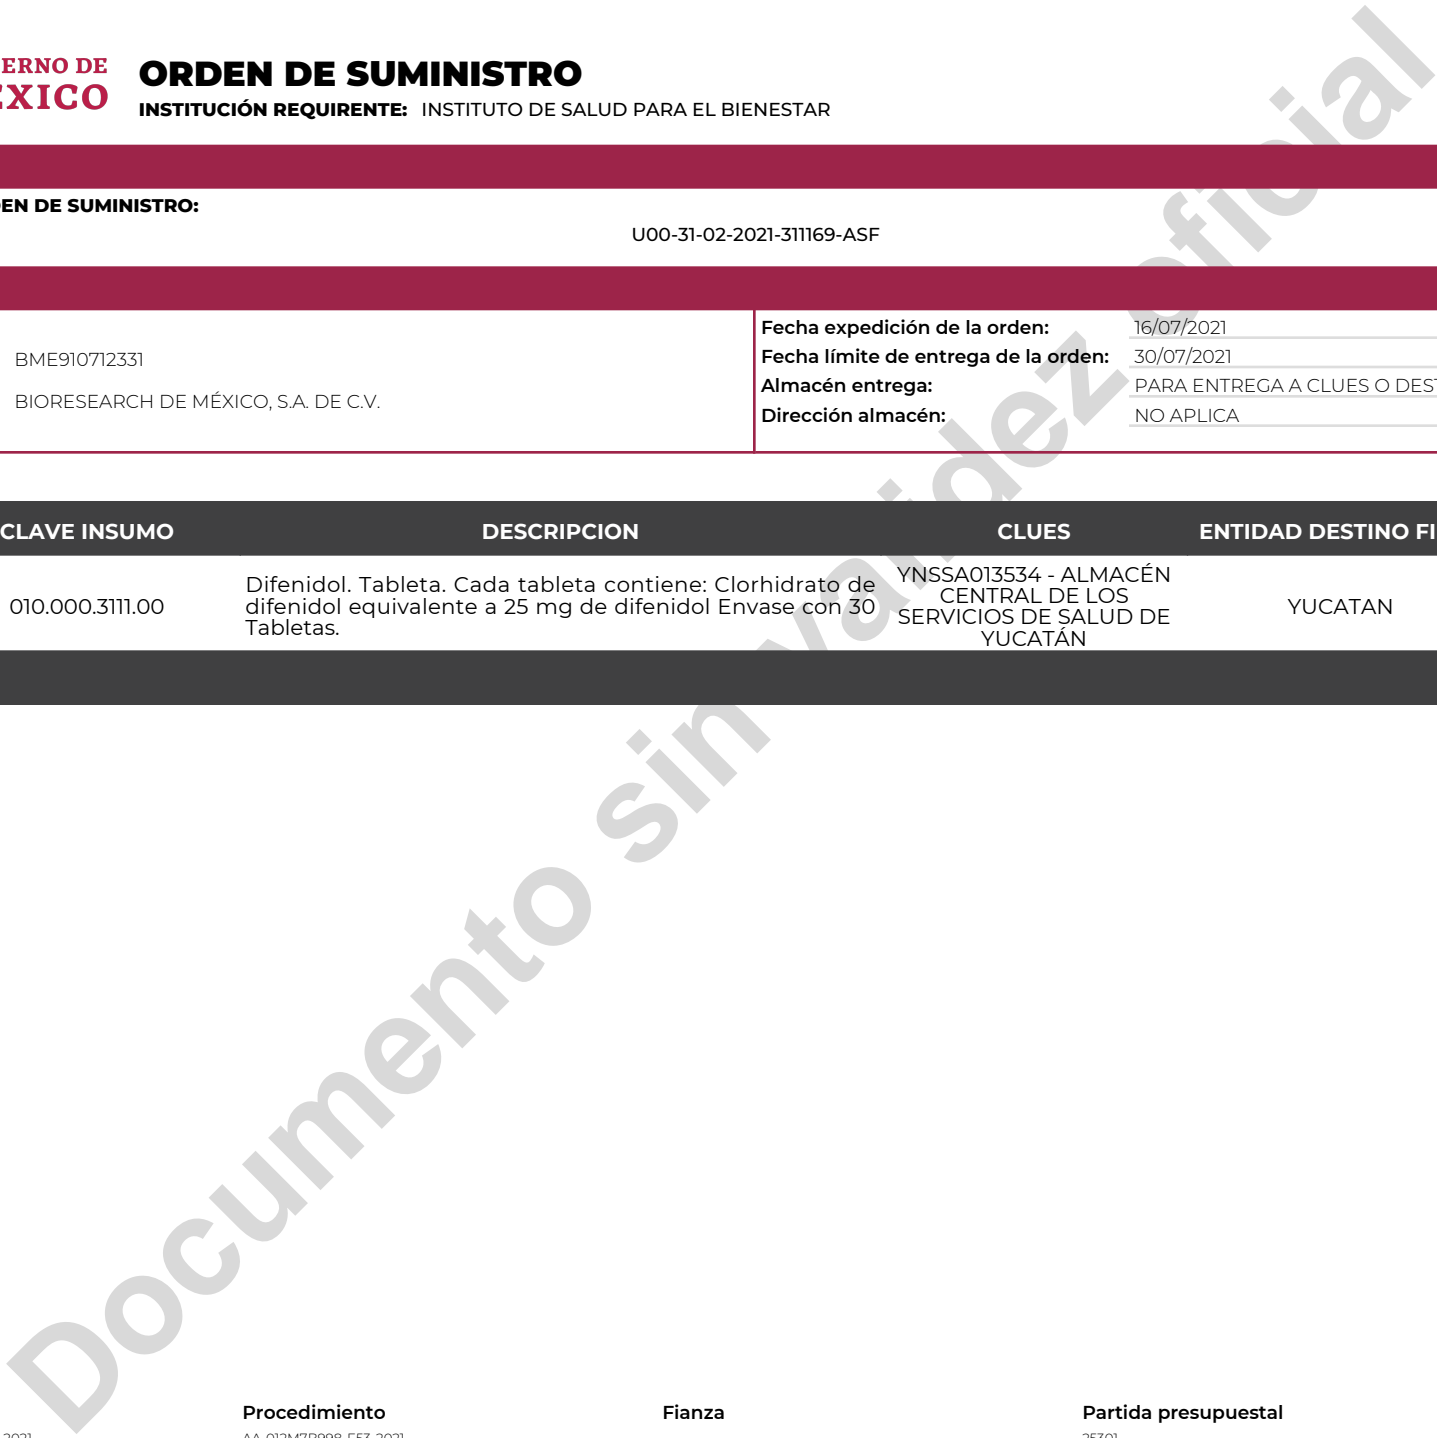 ERNO DE
ÉXICO
ORDEN DE SUMINISTRO
INSTITUCIÓN REQUIRENTE: INSTITUTO DE SALUD PARA EL BIENESTAR
EN DE SUMINISTRO:
U00-31-02-2021-311169-ASF
BME910712331
BIORESEARCH DE MÉXICO, S.A. DE C.V.
Fecha expedición de la orden: 16/07/2021
Fecha límite de entrega de la orden: 30/07/2021
Almacén entrega: PARA ENTREGA A CLUES O DEST
Dirección almacén: NO APLICA
CLAVE INSUMO DESCRIPCION CLUES ENTIDAD DESTINO FI
010.000.3111.00
Difenidol. Tableta. Cada tableta contiene: Clorhidrato de
difenidol equivalente a 25 mg de difenidol Envase con 30
Tabletas.
YNSSA013534 - ALMACÉN
CENTRAL DE LOS
SERVICIOS DE SALUD DE
YUCATÁN
YUCATAN
Documento sin validez oficial
Procedimiento Fianza Partida presupuestal